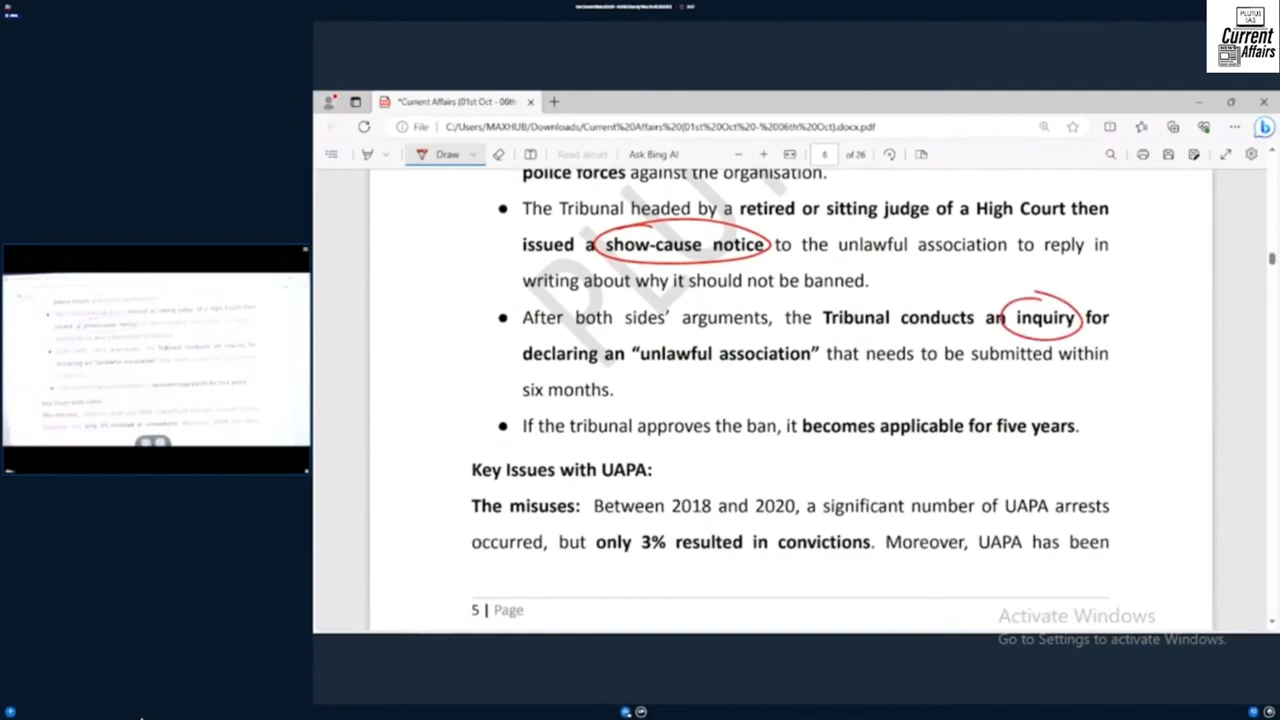 PLUTUS
IAS
Current
NEWS
Affairs
*Current Affairs (01st Oct - 06th
File C:/Users/MAXHUB/Downloads/Current%20Affairs(01st%20Oct%20-%2006th%20Oct).docx.pdf
Draw Read aloud Ask Bing AI 6 of 26
police forces against the organisation.
● The Tribunal headed by a retired or sitting judge of a High Court then
issued a show-cause notice to the unlawful association to reply in
writing about why it should not be banned.
● After both sides’ arguments, the Tribunal conducts an inquiry for
declaring an “unlawful association” that needs to be submitted within
six months.
● If the tribunal approves the ban, it becomes applicable for five years.
Key Issues with UAPA:
The misuses: Between 2018 and 2020, a significant number of UAPA arrests
occurred, but only 3% resulted in convictions. Moreover, UAPA has been
5 | Page
Activate Windows
Go to Settings to activate Windows.